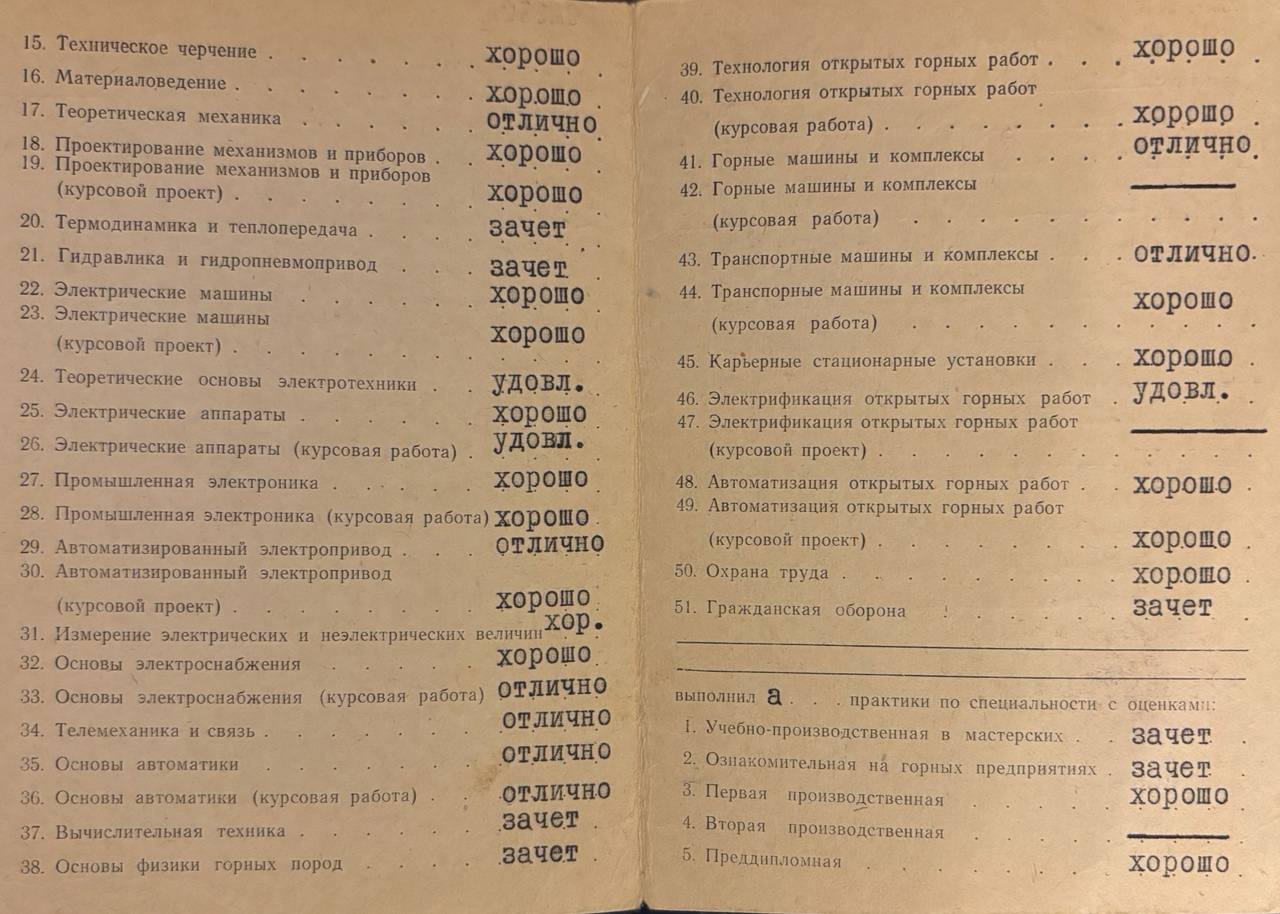 15. Техническое черчение . . . . . . хорошо
16. Материаловедение . . . . . . . . хорошо .
17. Теоретическая механика . . . . . . отлично
18. Проектирование механизмов и приборов . . хорошо
19. Проектирование механизмов и приборов
(курсовой проект) . . . . . . . . хорошо
20. Термодинамика и теплопередача . . . . зачет
21. Гидравлика и гидропневмопривод . . . зачет .
22. Электрические машины . . . . . . хорошо
23. Электрические машины
(курсовой проект) . . . . . . . . хорошо
24. Теоретические основы электротехники . . удовл.
25. Электрические аппараты . . . . . . хорошо
26. Электрические аппараты (курсовая работа) . удовл.
27. Промышленная электроника . . . . . хорошо
28. Промышленная электроника (курсовая работа) хорошо .
29. Автоматизированный электропривод . . . отлично
30. Автоматизированный электропривод
(курсовой проект) . . . . . . . . хорошо
31. Измерение электрических и неэлектрических величин хор.
32. Основы электроснабжения . . . . . хорошо
33. Основы электроснабжения (курсовая работа) отлично
34. Телемеханика и связь . . . . . . . отлично
35. Основы автоматики . . . . . . . отлично
36. Основы автоматики (курсовая работа) . . отлично
37. Вычислительная техника . . . . . . зачет .
38. Основы физики горных пород . . . . зачет .
39. Технология открытых горных работ . . . хорошо .
40. Технология открытых горных работ
(курсовая работа) . . . . . . . . хорошо .
41. Горные машины и комплексы . . . . отлично
42. Горные машины и комплексы
(курсовая работа) . . . . . . . . . .
43. Транспортные машины и комплексы . . . отлично.
44. Транспорные машины и комплексы
(курсовая работа) . . . . . . . хорошо
45. Карьерные стационарные установки . . . хорошо .
46. Электрификация открытых горных работ . удовл.
47. Электрификация открытых горных работ
(курсовой проект) . . . . . . . . . .
48. Автоматизация открытых горных работ . . хорошо .
49. Автоматизация открытых горных работ
(курсовой проект) . . . . . . . . хорошо .
50. Охрана труда . . . . . . . . . хорошо .
51. Гражданская оборона . . . . . зачет .
выполнил а . . . практики по специальности с оценками:
1. Учебно-производственная в мастерских . . зачет .
2. Ознакомительная на горных предприятиях . зачет .
3. Первая производственная . . . . . хорошо .
4. Вторая производственная . . . . .
5. Преддипломная . . . . . . . . хорошо .